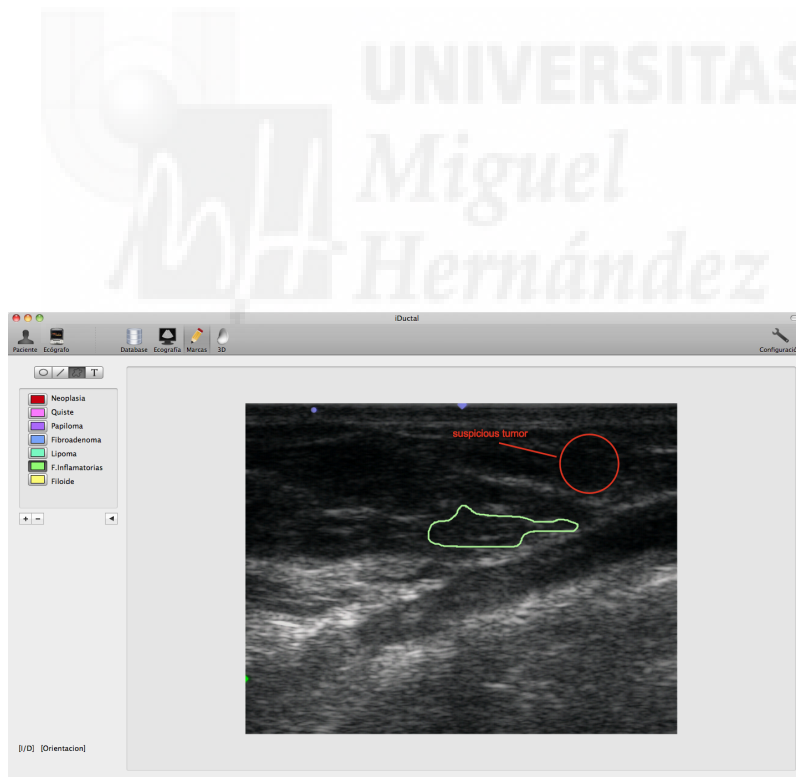 UNIVERSITAS
Miguel
Hernández
iDuctal
Paciente Ecógrafo Database Ecografia Marcas 3D Configuració
T
Neoplasia
Quiste
Papiloma
Fibroadenoma
Lipoma
F.Inflamatorias
Filoide
+ -
suspicious tumor
[I/D] [Orientacion]